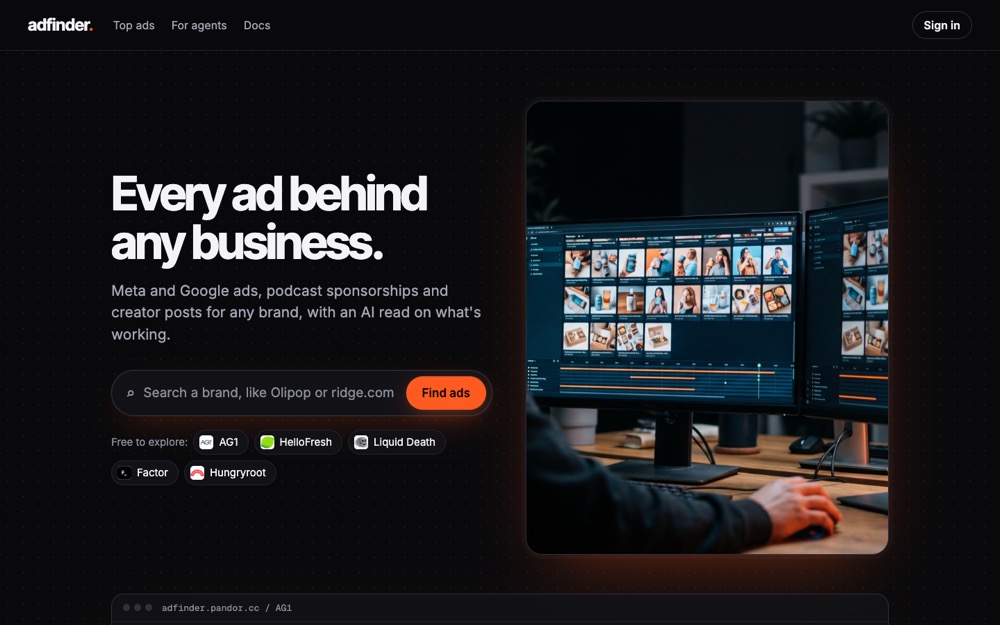 adfinder.
Top ads
For agents
Docs
Sign in
Every ad behind
any business.
Meta and Google ads, podcast sponsorships and
creator posts for any brand, with an AI read on what's
working.
Search a brand, like Olipop or ridge.com
Find ads
Free to explore:
AG1
AG1
HelloFresh
Liquid Death
Factor
Hungryroot
adfinder.pandor.cc / AG1